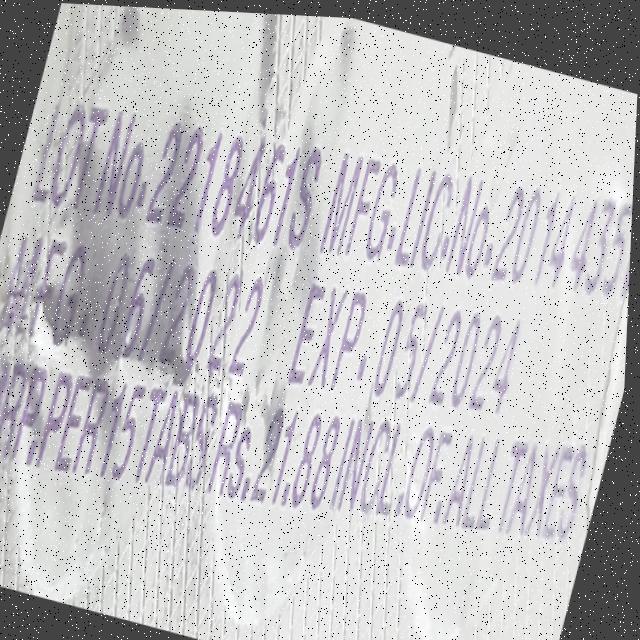 LOT.No.2218461S MFG.LIC.No.2014435
MFG. 06/2022 EXP. 05/2024
MRP.PER 15 TABS.Rs.21.88 INCL.OF.ALL TAXES